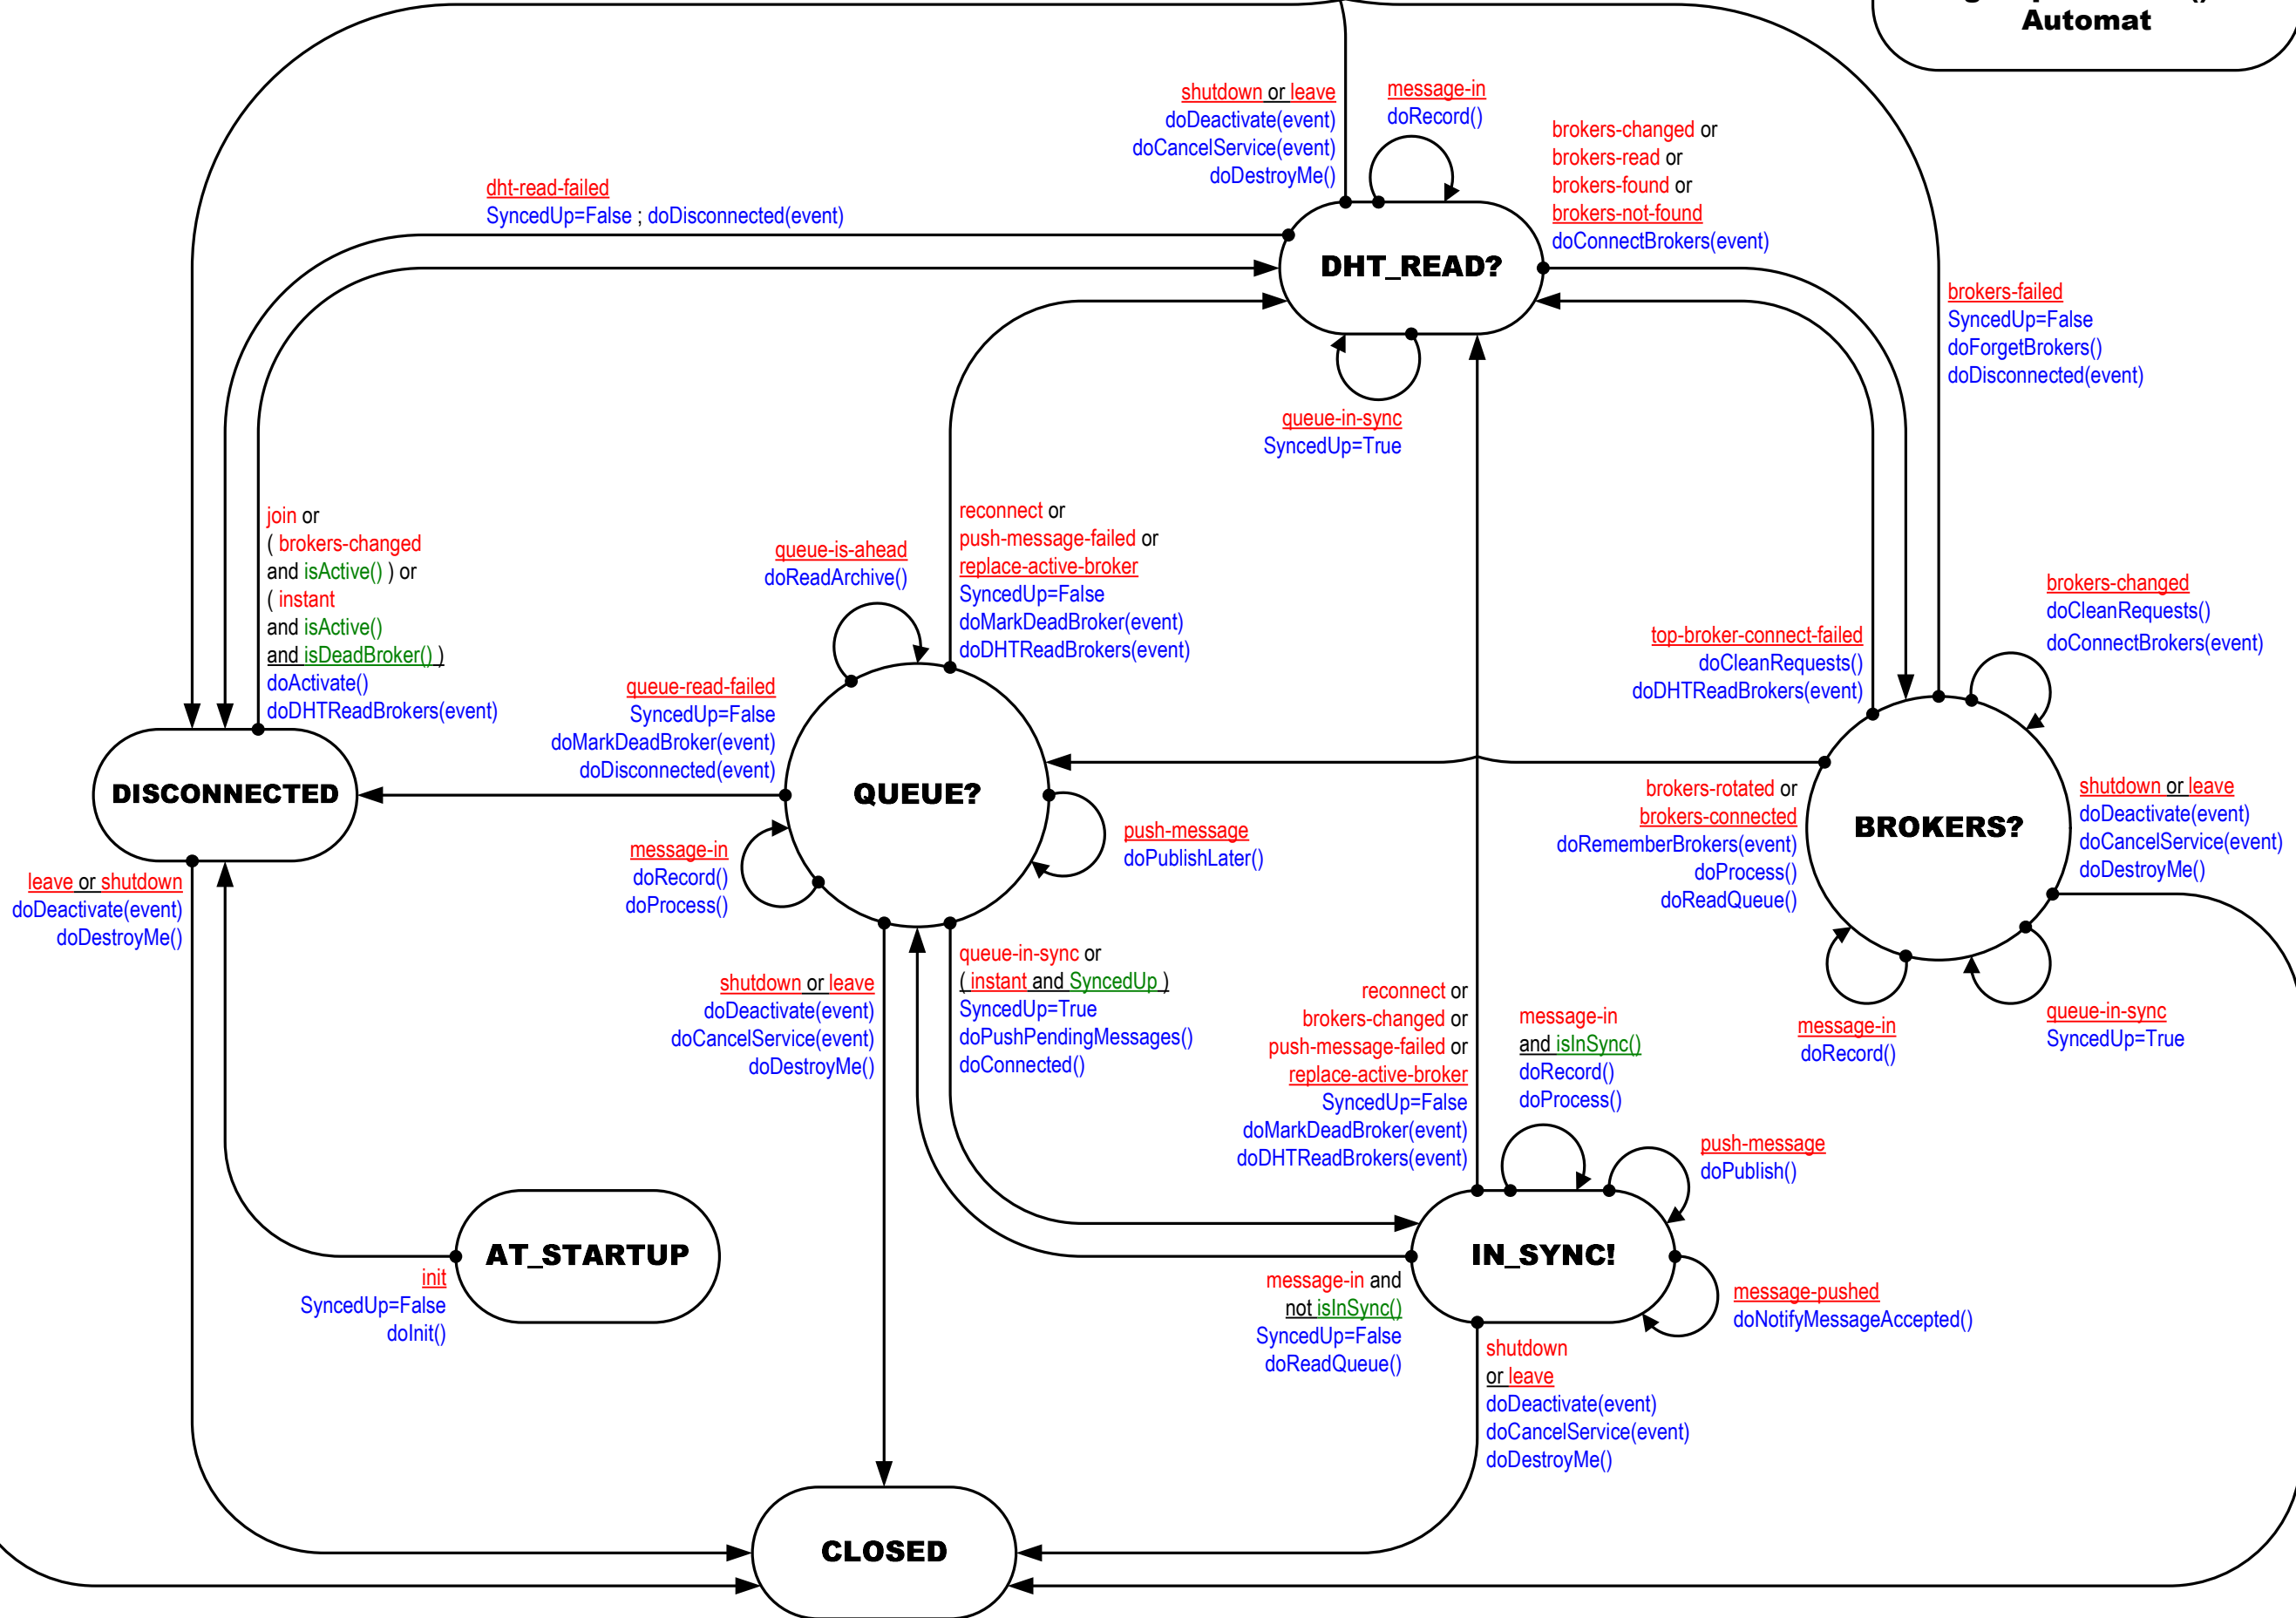 Automat
shutdown or leave
doDeactivate(event)
doCancelService(event)
doDestroyMe()
message-in
doRecord()
brokers-changed or
brokers-read or
brokers-found or
brokers-not-found
doConnectBrokers(event)
dht-read-failed
SyncedUp=False ; doDisconnected(event)
DHT_READ?
brokers-failed
SyncedUp=False
doForgetBrokers()
doDisconnected(event)
queue-in-sync
SyncedUp=True
join or
( brokers-changed
and isActive() ) or
( instant
and isActive()
and isDeadBroker() )
doActivate()
doDHTReadBrokers(event)
queue-is-ahead
doReadArchive()
reconnect or
push-message-failed or
replace-active-broker
SyncedUp=False
doMarkDeadBroker(event)
doDHTReadBrokers(event)
brokers-changed
doCleanRequests()
doConnectBrokers(event)
top-broker-connect-failed
doCleanRequests()
doDHTReadBrokers(event)
queue-read-failed
SyncedUp=False
doMarkDeadBroker(event)
doDisconnected(event)
DISCONNECTED
QUEUE?
BROKERS?
brokers-rotated or
brokers-connected
doRememberBrokers(event)
doProcess()
doReadQueue()
shutdown or leave
doDeactivate(event)
doCancelService(event)
doDestroyMe()
push-message
doPublishLater()
message-in
doRecord()
doProcess()
leave or shutdown
doDeactivate(event)
doDestroyMe()
shutdown or leave
doDeactivate(event)
doCancelService(event)
doDestroyMe()
queue-in-sync or
( instant and SyncedUp )
SyncedUp=True
doPushPendingMessages()
doConnected()
reconnect or
brokers-changed or
push-message-failed or
replace-active-broker
SyncedUp=False
doMarkDeadBroker(event)
doDHTReadBrokers(event)
message-in
and isInSync()
doRecord()
doProcess()
message-in
doRecord()
queue-in-sync
SyncedUp=True
push-message
doPublish()
AT_STARTUP
IN_SYNC!
init
SyncedUp=False
doInit()
message-in and
not isInSync()
SyncedUp=False
doReadQueue()
message-pushed
doNotifyMessageAccepted()
shutdown
or leave
doDeactivate(event)
doCancelService(event)
doDestroyMe()
CLOSED